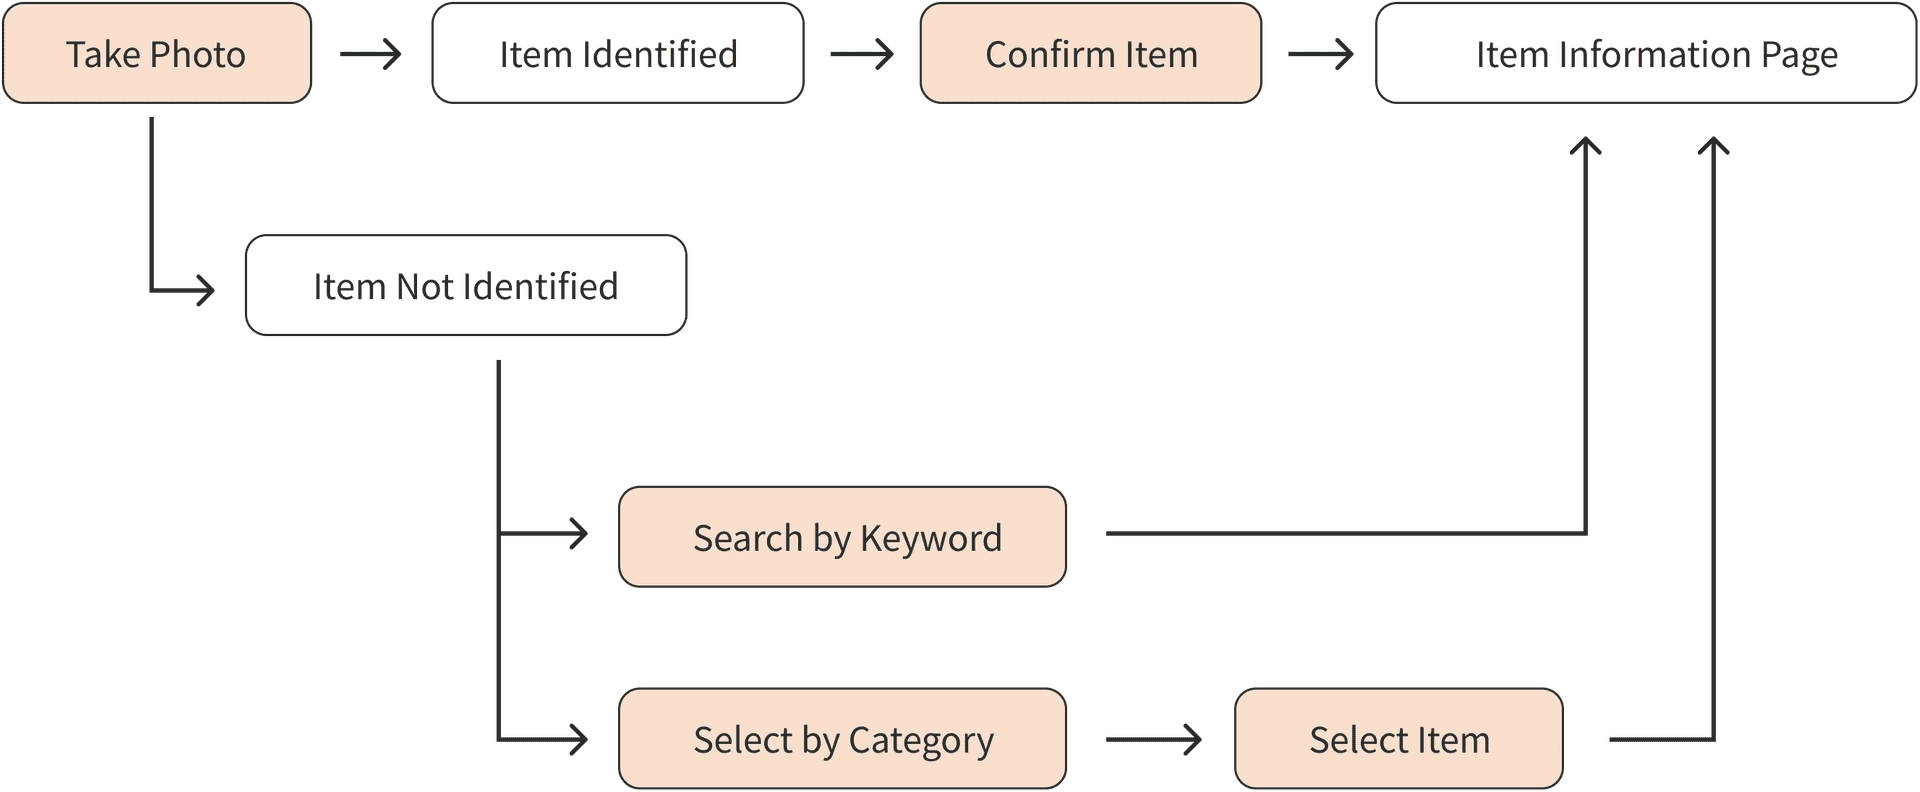 Take Photo
Item Identified
Confirm Item
Item Information Page
Item Not Identified
Search by Keyword
Select by Category
Select Item